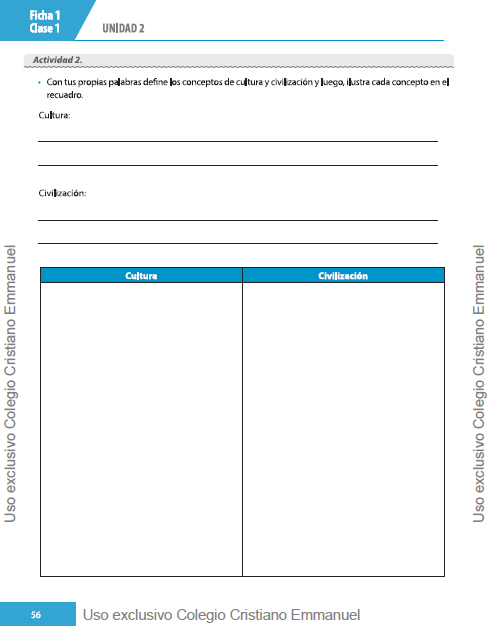 Ficha 1
Clase 1
UNIDAD 2
Actividad 2.
• Con tus propias palabras define los conceptos de cultura y civilización y luego, ilustra cada concepto en el
recuadro.
Cultura:
Civilización:
Cultura
Civilización
Uso exclusivo Colegio Cristiano Emmanuel
Uso exclusivo Colegio Cristiano Emmanuel
56
Uso exclusivo Colegio Cristiano Emmanuel